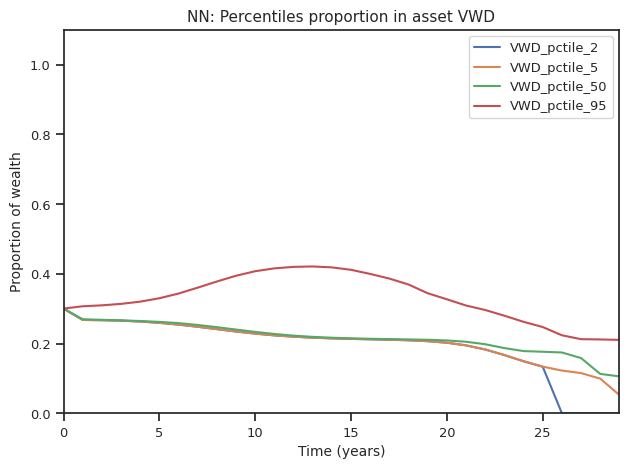 NN: Percentiles proportion in asset VWD
VWD_pctile_2
VWD_pctile_5
VWD_pctile_50
VWD_pctile_95
Proportion of wealth
1.0
0.8
0.6
0.4
0.2
0.0
0 5 10 15 20 25
Time (years)